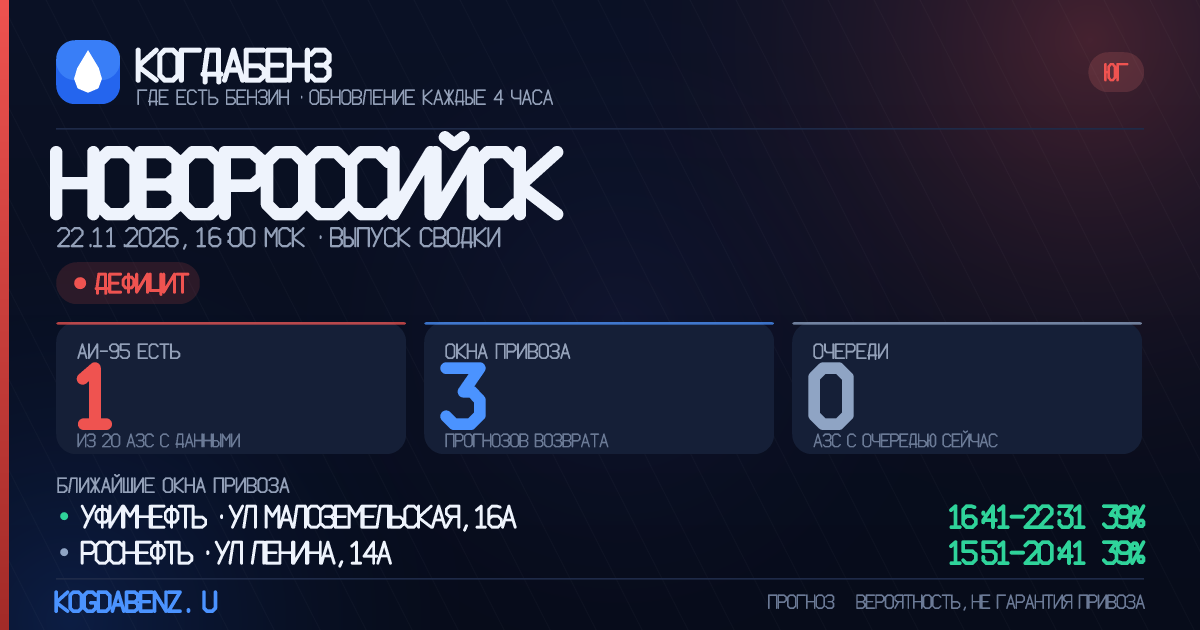 КОГДАБЕНЗ
ГДЕ ЕСТЬ БЕНЗИН · ОБНОВЛЕНИЕ КАЖДЫЕ 4 ЧАСА
ЮГ
НОВОРОССИЙСК
22.11 2026, 16:00 МСК · ВЫПУСК СВОДКИ
• ДЕФИЦИТ
АИ-95 ЕСТЬ
1
ИЗ 20 АЗС С ДАННЫМИ
ОКНА ПРИВОЗА
3
ПРОГНОЗОВ ВОЗВРАТА
ОЧЕРЕДИ
0
АЗС С ОЧЕРЕДЬЮ СЕЙЧАС
БЛИЖАЙШИЕ ОКНА ПРИВОЗА
• УФИМНЕФТЬ · УЛ МАЛОЗЕМЕЛЬСКАЯ, 16А 16:41-22:31 39%
• РОСНЕФТЬ · УЛ ЛЕНИНА, 14А 15:51-20:41 39%
KOGDABENZ. U
ПРОГНОЗ ВЕРОЯТНОСТЬ, НЕ ГАРАНТИЯ ПРИВОЗА